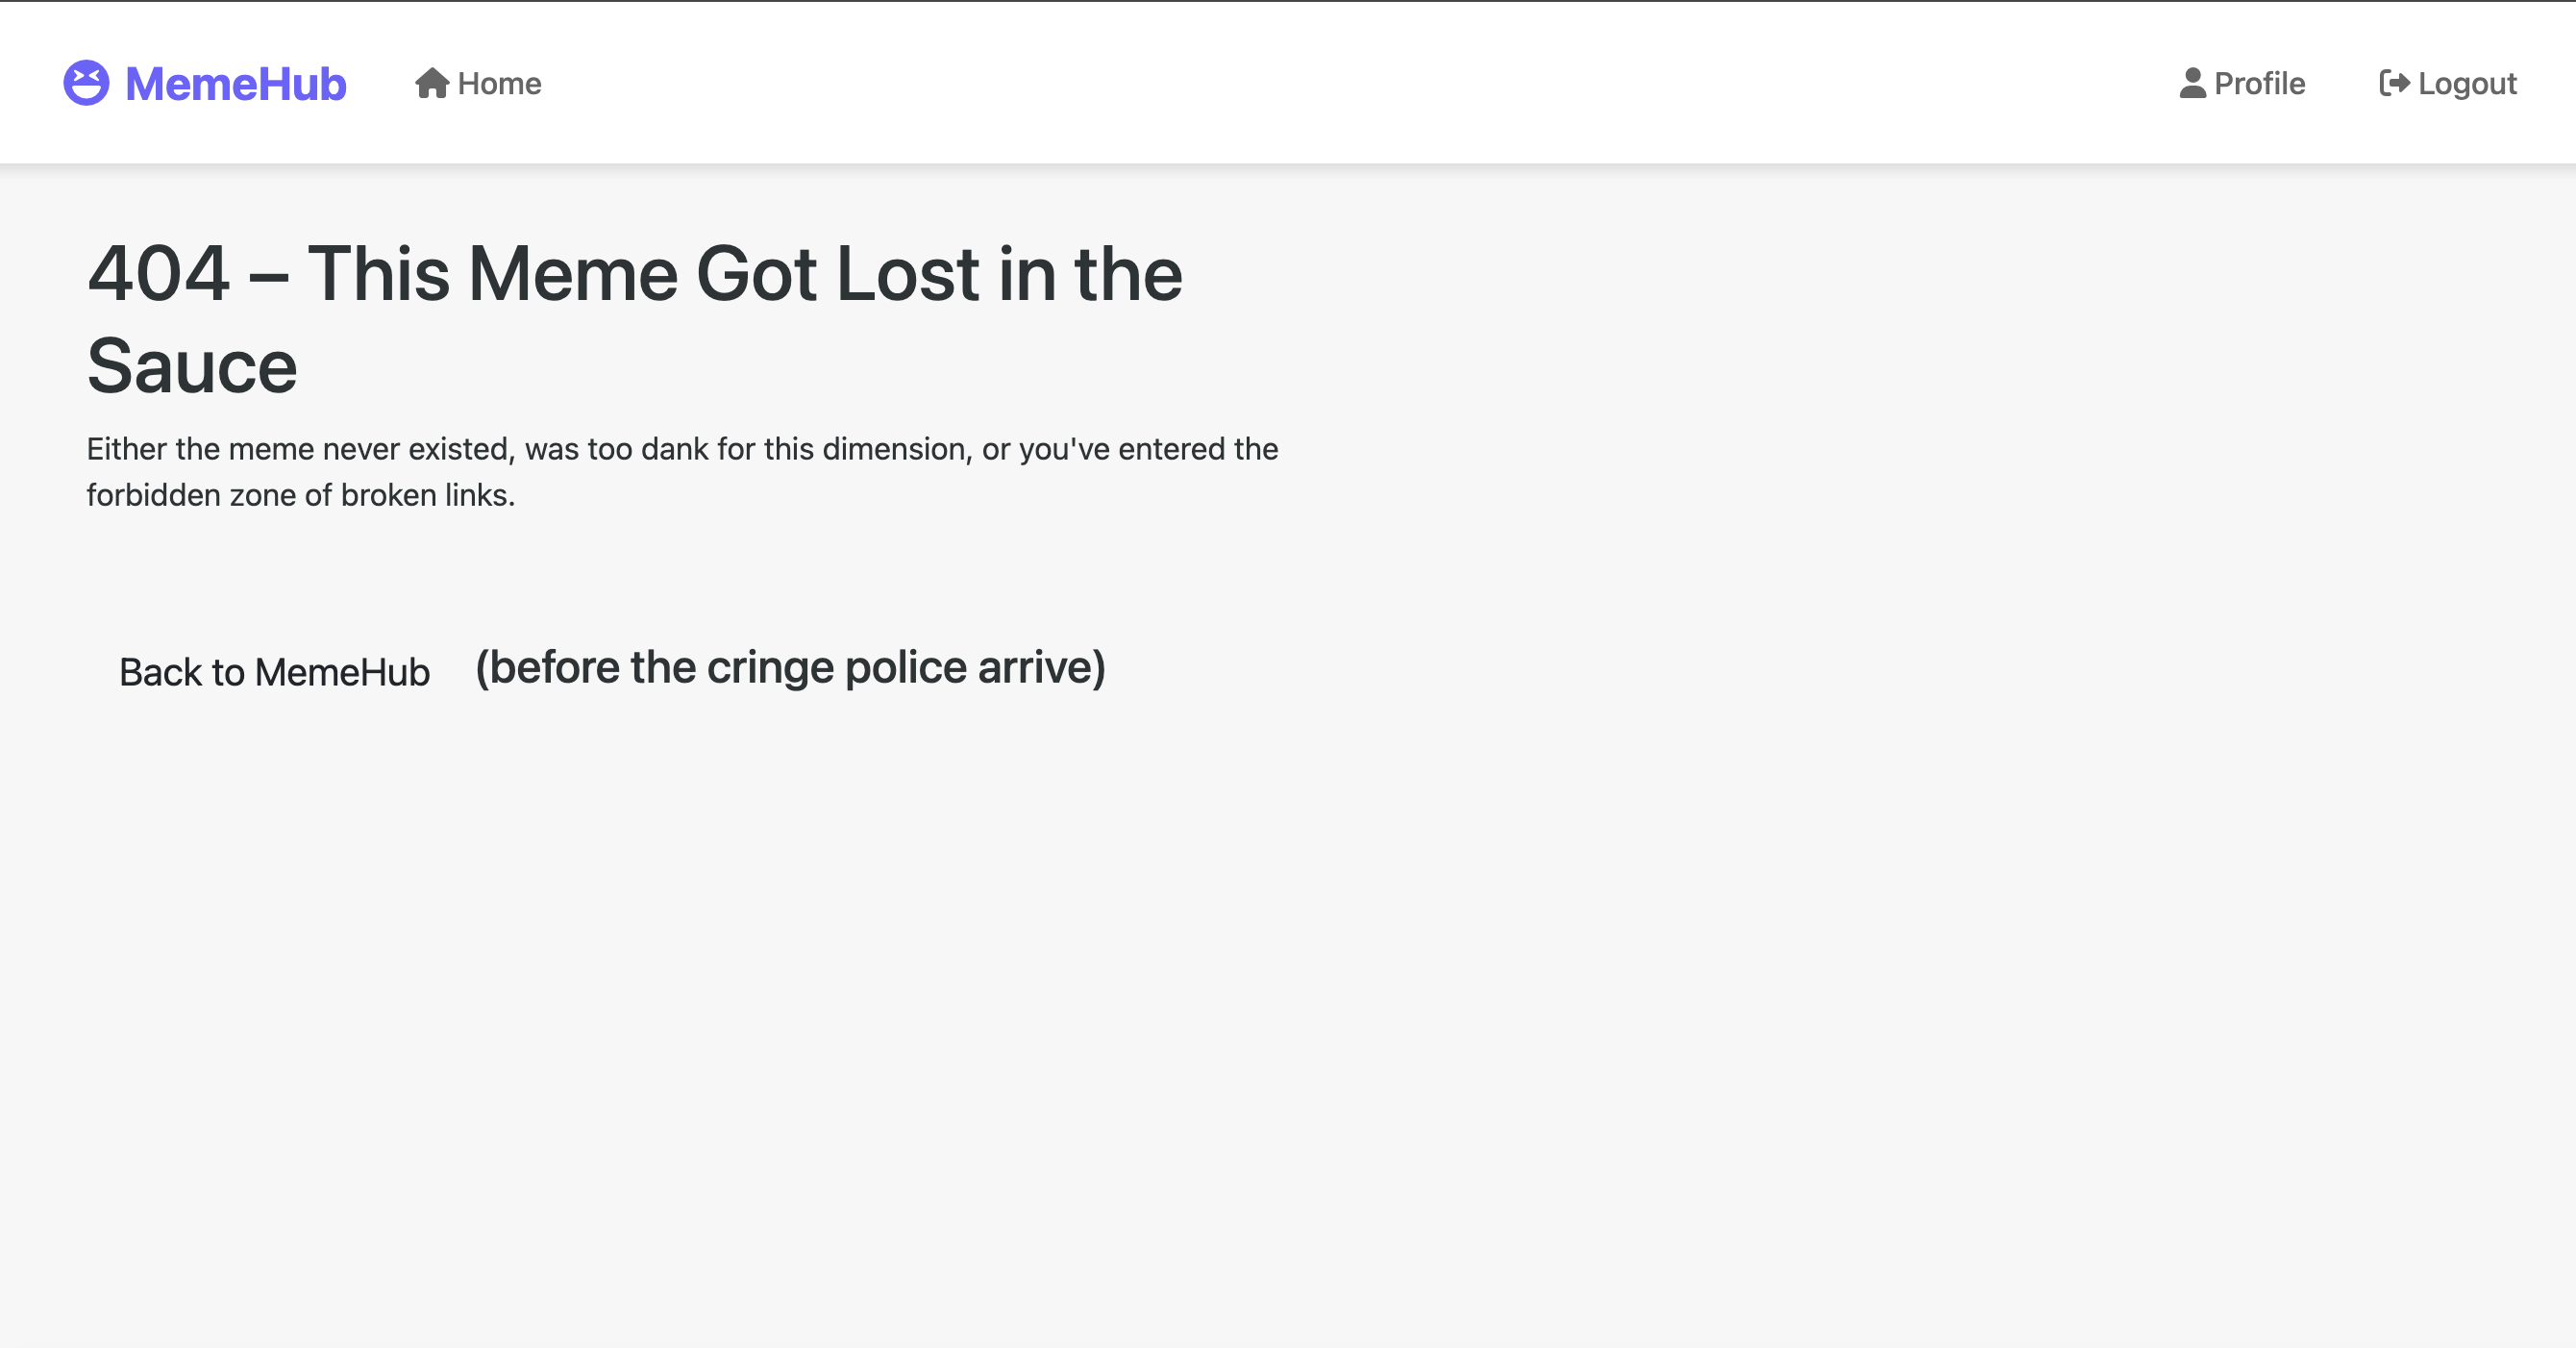 MemeHub Home Profile Logout
404 – This Meme Got Lost in the
Sauce
Either the meme never existed, was too dank for this dimension, or you've entered the
forbidden zone of broken links.
Back to MemeHub (before the cringe police arrive)